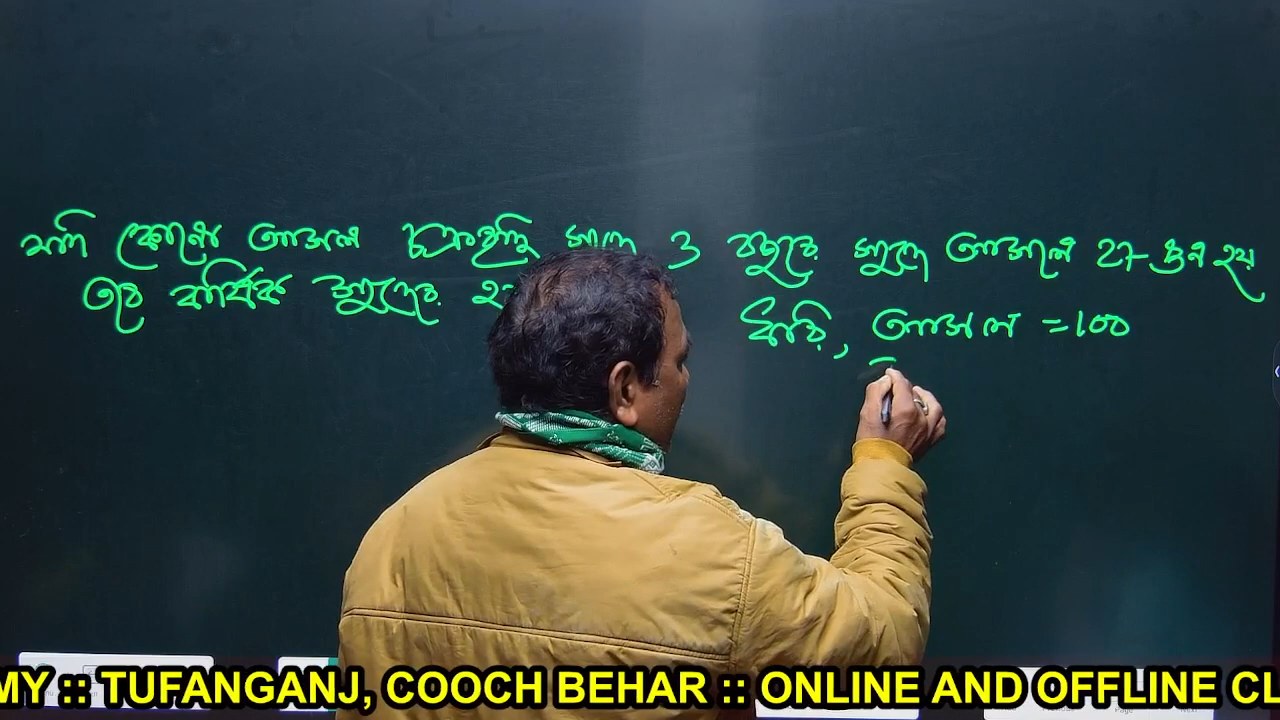 যদি কোনো আসল চক্রবৃদ্ধি সুদে 3 বছরে সুদে আসলে 27 গুন হয়
তবে বার্ষিক সুদের
ধরি, আসল =100
MY :: TUFANGANJ, COOCH BEHAR :: ONLINE AND OFFLINE CL